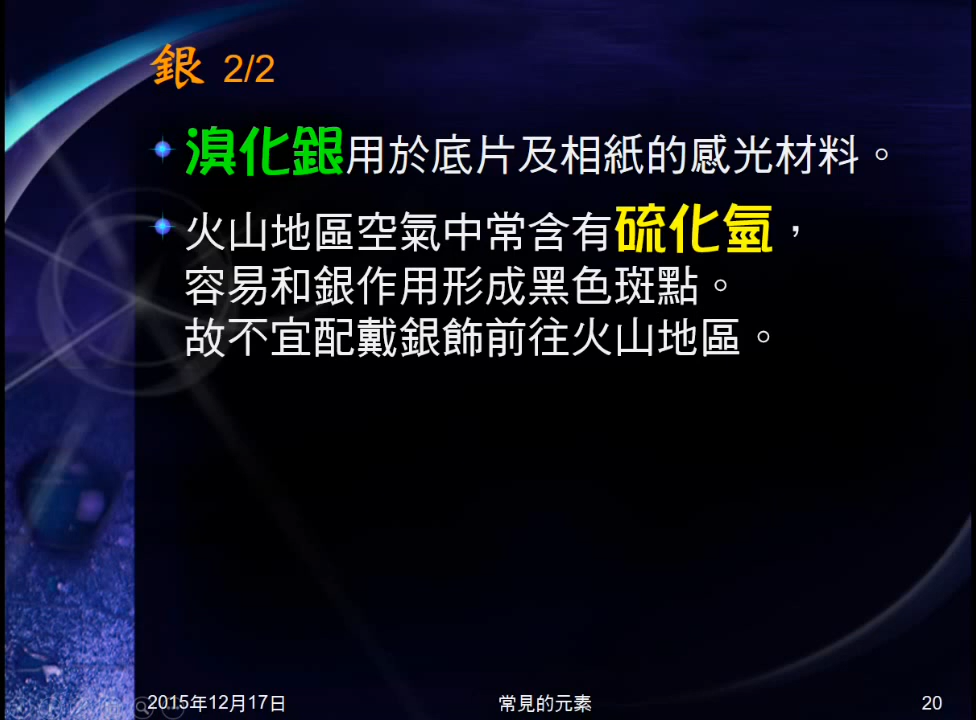 銀 2/2
溴化銀用於底片及相紙的感光材料。
火山地區空氣中常含有硫化氫，
容易和銀作用形成黑色斑點。
故不宜配戴銀飾前往火山地區。
2015年12月17日 常見的元素 20